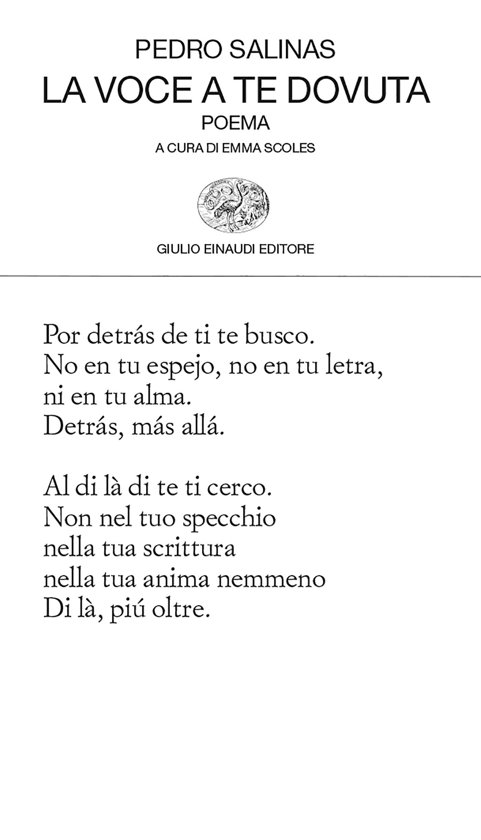 PEDRO SALINAS
LA VOCE A TE DOVUTA
POEMA
A CURA DI EMMA SCOLES
GIULIO EINAUDI EDITORE
Por detrás de ti te busco.
No en tu espejo, no en tu letra,
ni en tu alma.
Detrás, más allá.
Al di là di te ti cerco.
Non nel tuo specchio
nella tua scrittura
nella tua anima nemmeno
Di là, piú oltre.